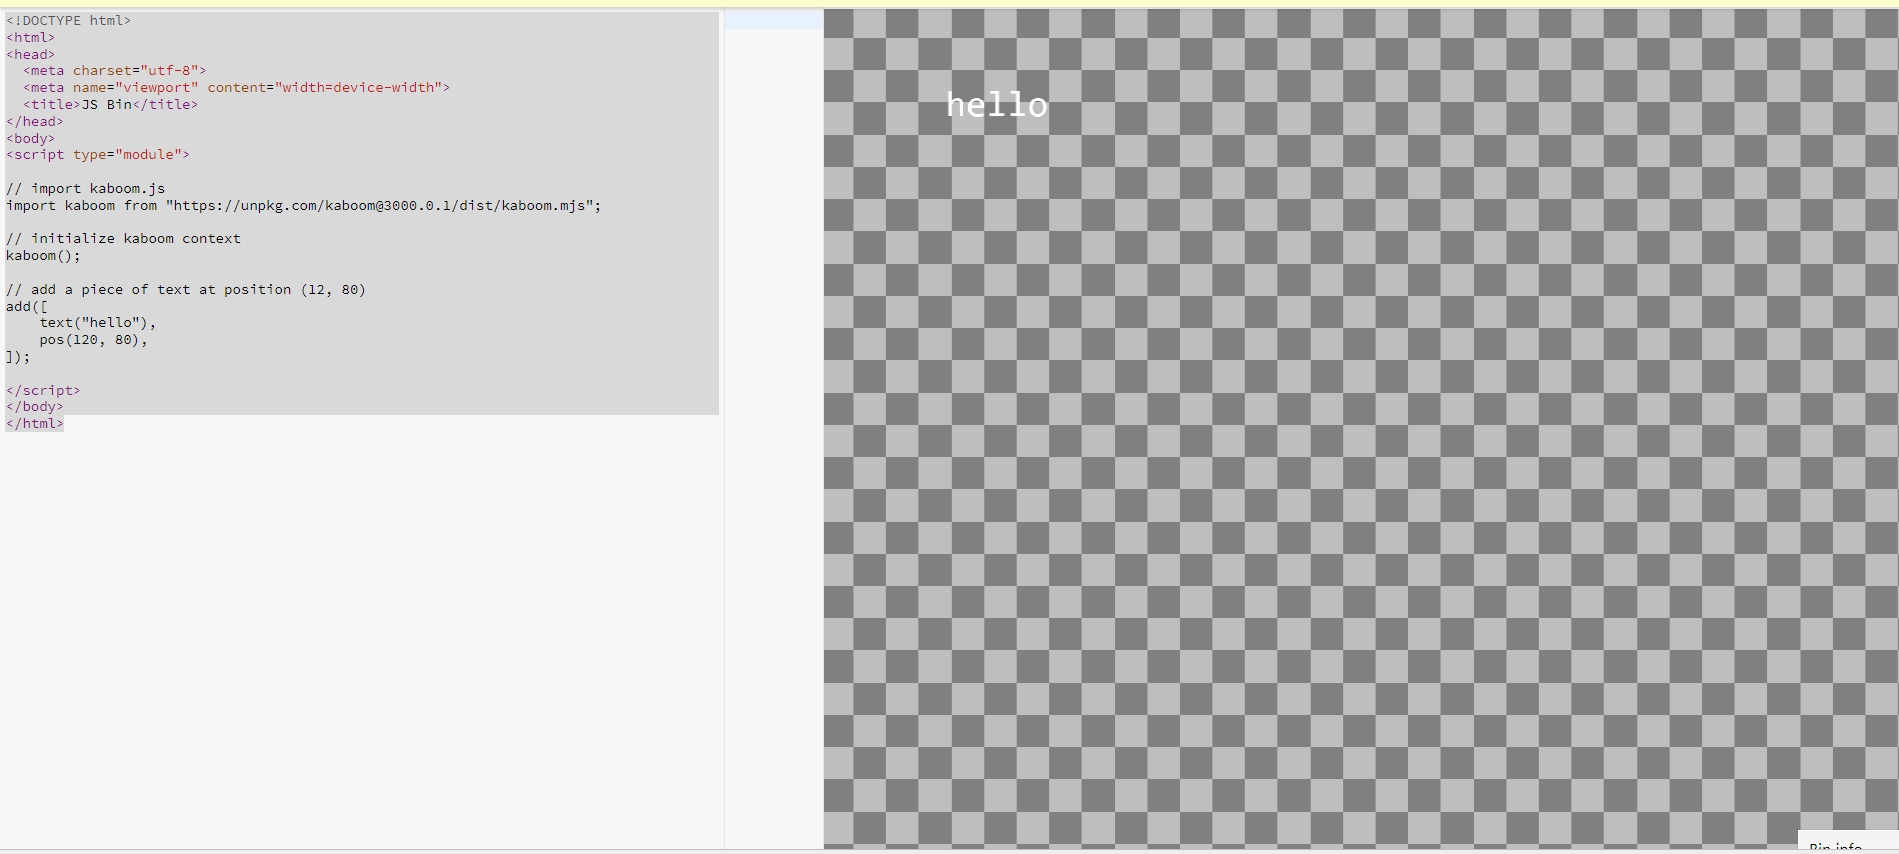 <!DOCTYPE html>
<html>
<head>
  <meta charset="utf-8">
  <meta name="viewport" content="width=device-width">
  <title>JS Bin</title>
</head>
<body>
<script type="module">
// import kaboom.js
import kaboom from "https://unpkg.com/kaboom@3000.0.1/dist/kaboom.mjs";
// initialize kaboom context
kaboom();
// add a piece of text at position (12, 80)
add([
    text("hello"),
    pos(120, 80),
]);
</script>
</body>
</html>
hello
Bin info